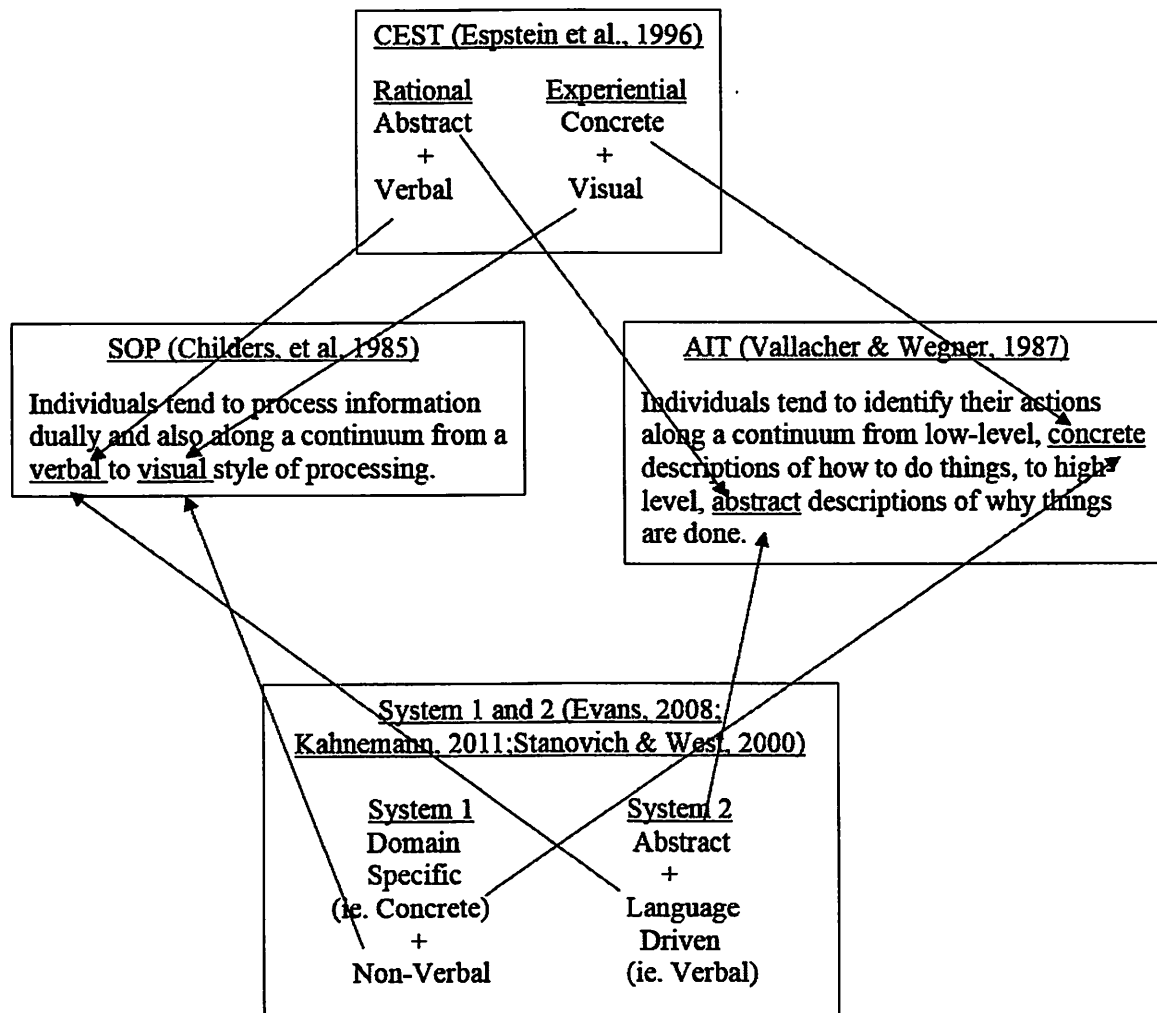 CEST (Espstein et al., 1996)
Rational Experiential
Abstract Concrete
+ +
Verbal Visual
SOP (Childers, et al, 1985)
Individuals tend to process information
dually and also along a continuum from a
verbal to visual style of processing.
AIT (Vallacher & Wegner, 1987)
Individuals tend to identify their actions
along a continuum from low-level, concrete
descriptions of how to do things, to high-
level, abstract descriptions of why things
are done.
System 1 and 2 (Evans, 2008;
Kahnemann, 2011;Stanovich & West, 2000)
System 1
Domain
Specific
(ie. Concrete)
+
Non-Verbal
System 2
Abstract
+
Language
Driven
(ie. Verbal)